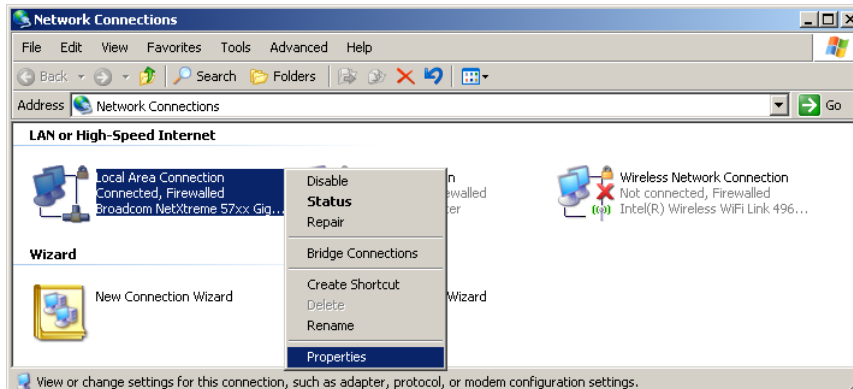 Network Connections
File Edit View Favorites Tools Advanced Help
Back Search Folders
Address Network Connections Go
LAN or High-Speed Internet
Local Area Connection
Connected, Firewalled
Broadcom NetXtreme 57xx Gig...
Disable
Status
Repair
Bridge Connections
Create Shortcut
Delete
Rename
Properties
Wireless Network Connection
Not connected, Firewalled
Intel(R) Wireless WiFi Link 496...
Wizard
New Connection Wizard
Wizard
View or change settings for this connection, such as adapter, protocol, or modem configuration settings.